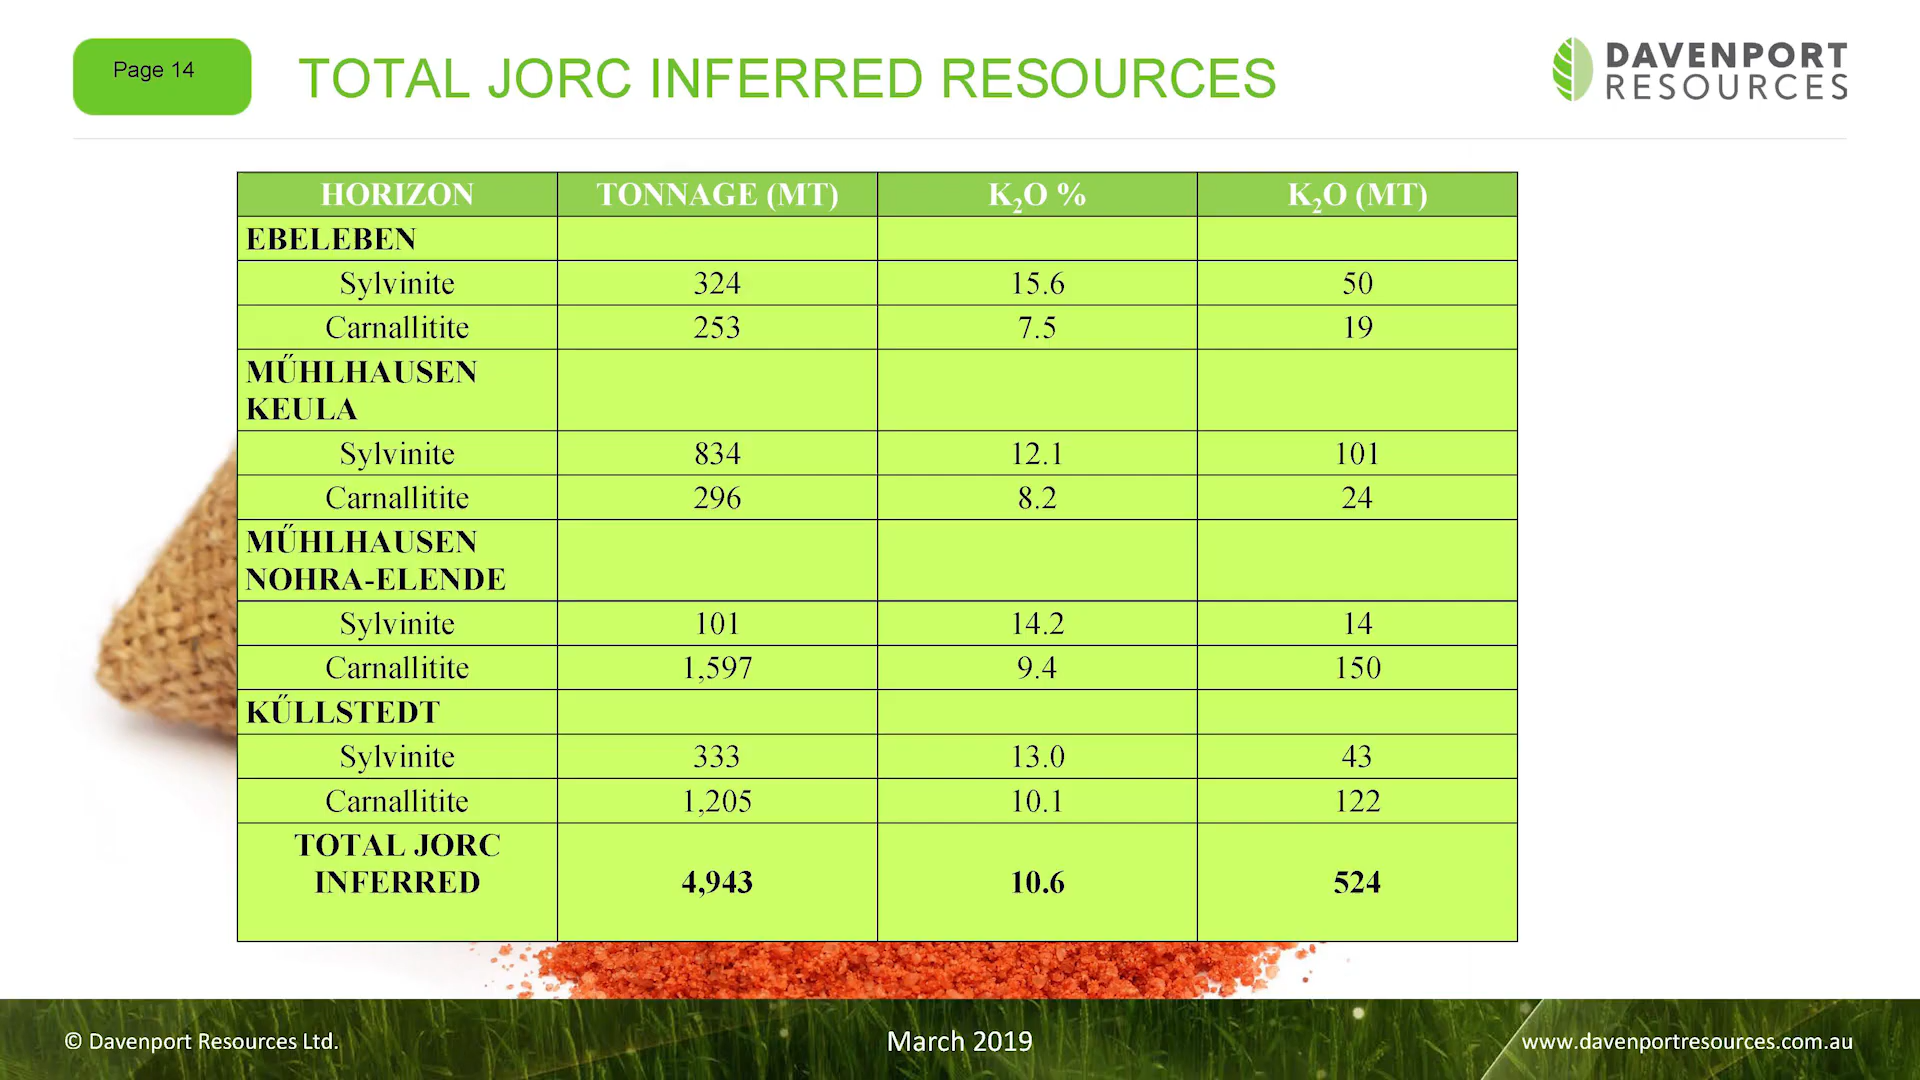 Page 14
TOTAL JORC INFERRED RESOURCES
DAVENPORT
RESOURCES
HORIZON TONNAGE (MT) K₂O % K₂O (MT)
EBELEBEN
Sylvinite 324 15.6 50
Carnallitite 253 7.5 19
MŰHLHAUSEN
KEULA
Sylvinite 834 12.1 101
Carnallitite 296 8.2 24
MŰHLHAUSEN
NOHRA-ELENDE
Sylvinite 101 14.2 14
Carnallitite 1,597 9.4 150
KŰLLSTEDT
Sylvinite 333 13.0 43
Carnallitite 1,205 10.1 122
TOTAL JORC
INFERRED 4,943 10.6 524
© Davenport Resources Ltd. March 2019 www.davenportresources.com.au